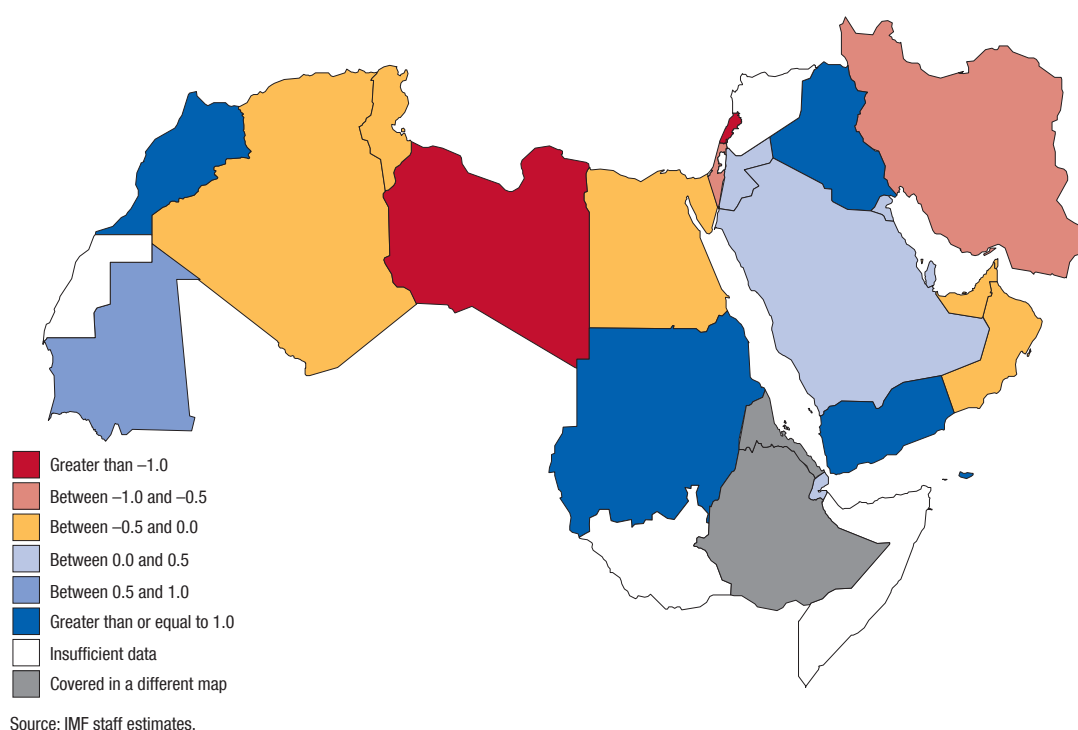 Greater than –1.0
Between –1.0 and –0.5
Between –0.5 and 0.0
Between 0.0 and 0.5
Between 0.5 and 1.0
Greater than or equal to 1.0
Insufficient data
Covered in a different map
Source: IMF staff estimates.